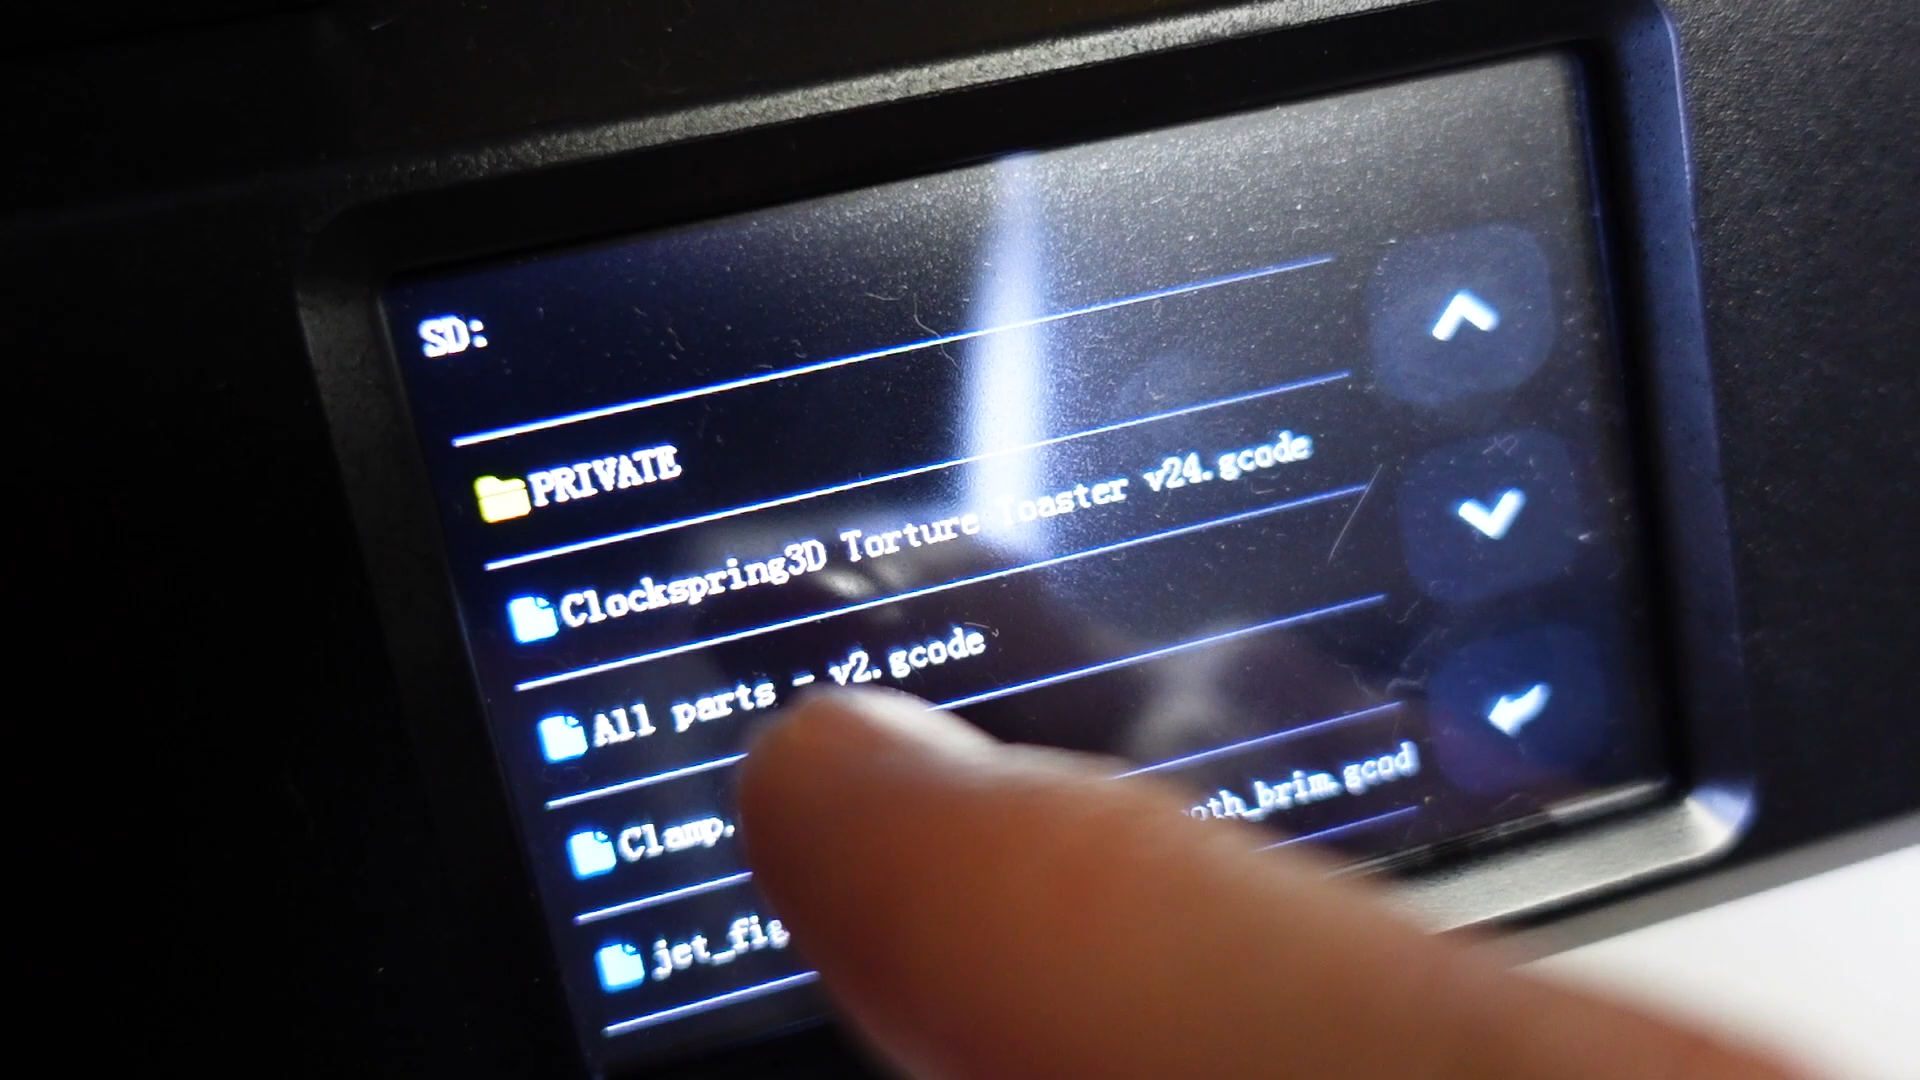 SD:
PRIVATE
Clockspring3D Torture Toaster v24.gcode
All parts - v2.gcode
Clamp.
jet_fig oth_brim.gcod